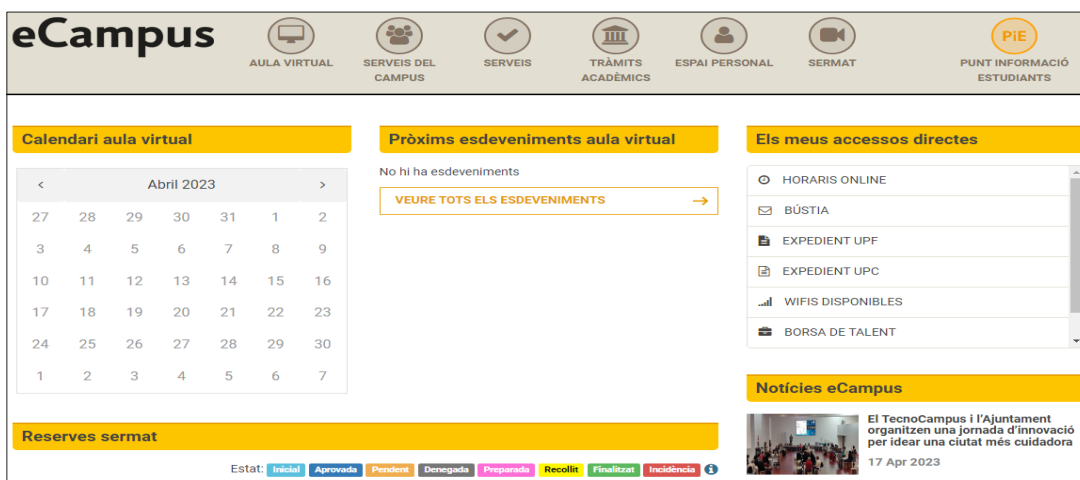 eCampus
AULA VIRTUAL
SERVEIS DEL
CAMPUS
SERVEIS
TRÀMITS
ACADÈMICS
ESPAI PERSONAL
SERMAT
PiE
PUNT INFORMACIÓ
ESTUDIANTS
Calendari aula virtual
< Abril 2023 >
27 28 29 30 31 1 2
3 4 5 6 7 8 9
10 11 12 13 14 15 16
17 18 19 20 21 22 23
24 25 26 27 28 29 30
1 2 3 4 5 6 7
Pròxims esdeveniments aula virtual
No hi ha esdeveniments
VEURE TOTS ELS ESDEVENIMENTS →
Els meus accessos directes
HORARIS ONLINE
BÚSTIA
EXPEDIENT UPF
EXPEDIENT UPC
WIFIS DISPONIBLES
BORSA DE TALENT
Notícies eCampus
El TecnoCampus i l'Ajuntament
organitzen una jornada d'innovació
per idear una ciutat més cuidadora
17 Apr 2023
Reserves sermat
Estat: Inicial Aprovada Pendent Denegada Preparada Recollit Finalitzat Incidència